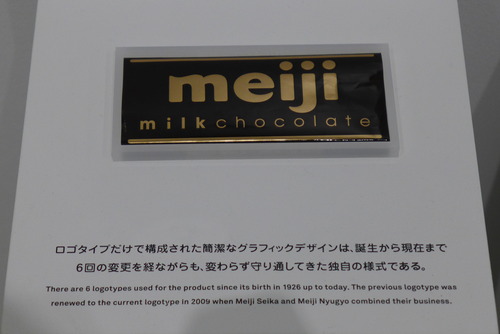 meiji
milkchocolate
ロゴタイプだけで構成された簡潔なグラフィックデザインは、誕生から現在まで
6回の変更を経ながらも、変わらず守り通してきた独自の様式である。
There are 6 logotypes used for the product since its birth in 1926 up to today. The previous logotype was
renewed to the current logotype in 2009 when Meiji Seika and Meiji Nyugyo combined their business.